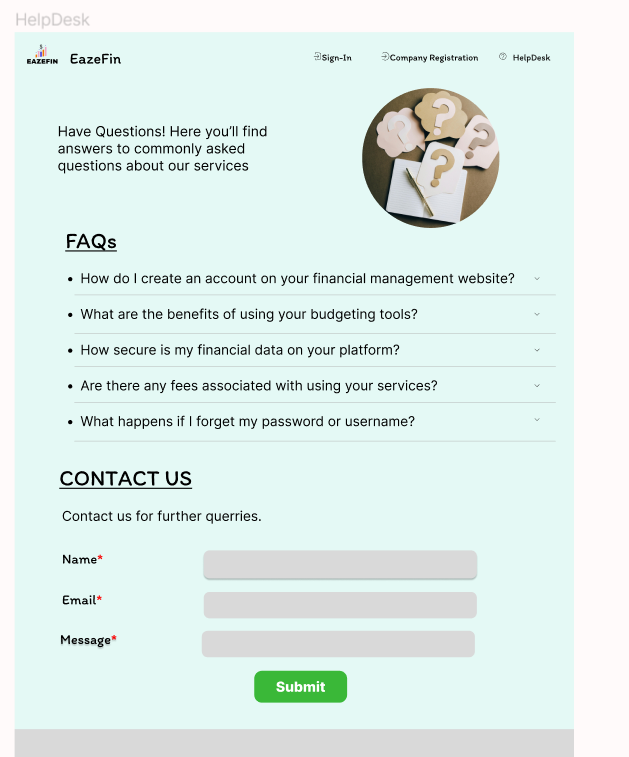 HelpDesk
EAZEFIN
EazeFin
Sign-In
Company Registration
HelpDesk
Have Questions! Here you'll find
answers to commonly asked
questions about our services
FAQs
• How do I create an account on your financial management website?
• What are the benefits of using your budgeting tools?
• How secure is my financial data on your platform?
• Are there any fees associated with using your services?
• What happens if I forget my password or username?
CONTACT US
Contact us for further querries.
Name*
Email*
Message*
Submit